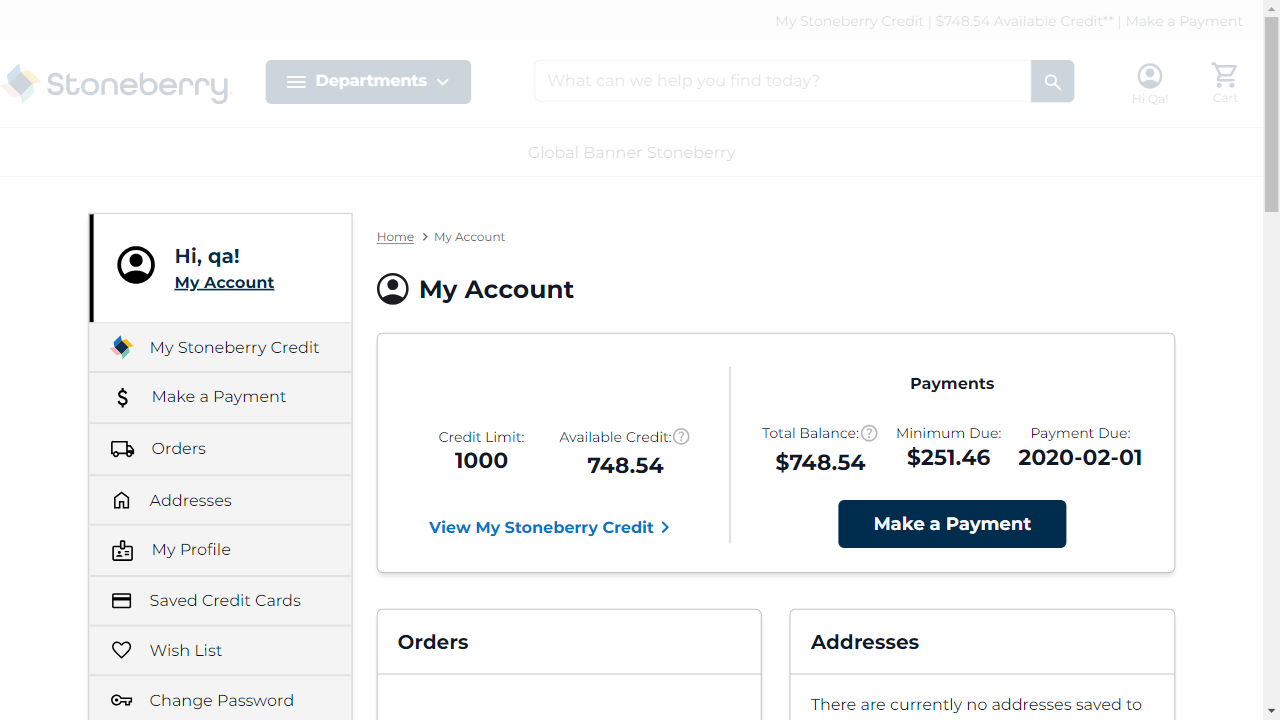 My Stoneberry Credit | $748.54 Available Credit** | Make a Payment
Stoneberry
Departments
What can we help you find today?
Hi Qa!
Cart
Global Banner Stoneberry
Hi, qa!
My Account
My Stoneberry Credit
Make a Payment
Orders
Addresses
My Profile
Saved Credit Cards
Wish List
Change Password
Home > My Account
My Account
Credit Limit:
1000
Available Credit:?
748.54
View My Stoneberry Credit >
Payments
Total Balance:?
$748.54
Minimum Due:
$251.46
Payment Due:
2020-02-01
Make a Payment
Orders
Addresses
There are currently no addresses saved to